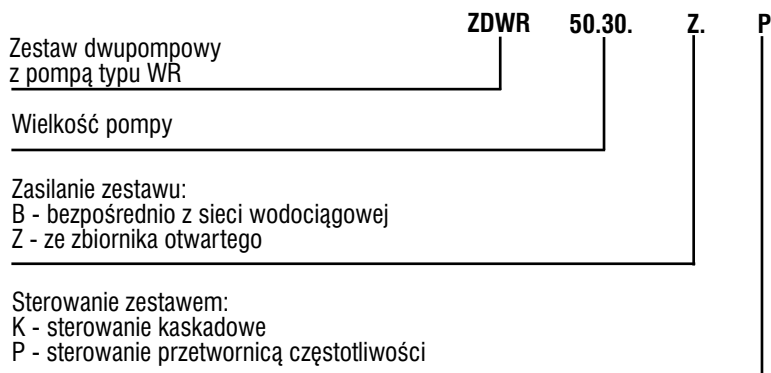 ZDWR 50.30. Z. P
Zestaw dwupompowy
z pompą typu WR
Wielkość pompy
Zasilanie zestawu:
B - bezpośrednio z sieci wodociągowej
Z - ze zbiornika otwartego
Sterowanie zestawem:
K - sterowanie kaskadowe
P - sterowanie przetwornicą częstotliwości